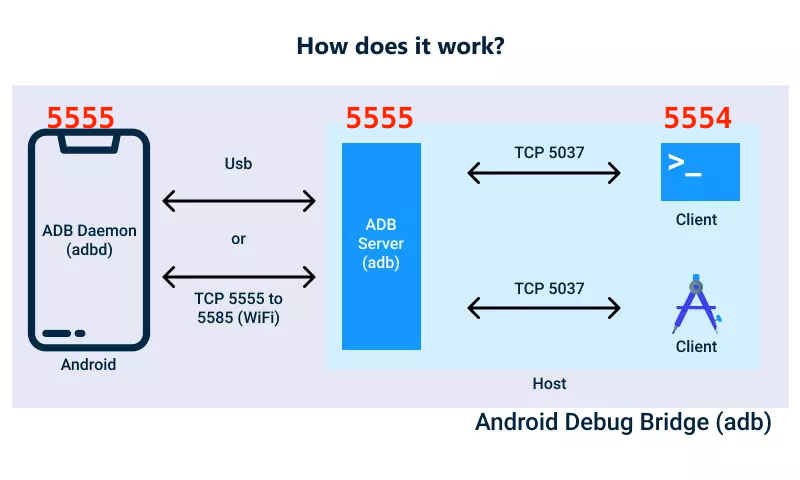 How does it work?
5555
5555
5554
ADB Daemon
(adbd)
Android
Usb
or
TCP 5555 to
5585 (WiFi)
ADB
Server
(adb)
TCP 5037
>_
Client
TCP 5037
Client
Host
Android Debug Bridge (adb)